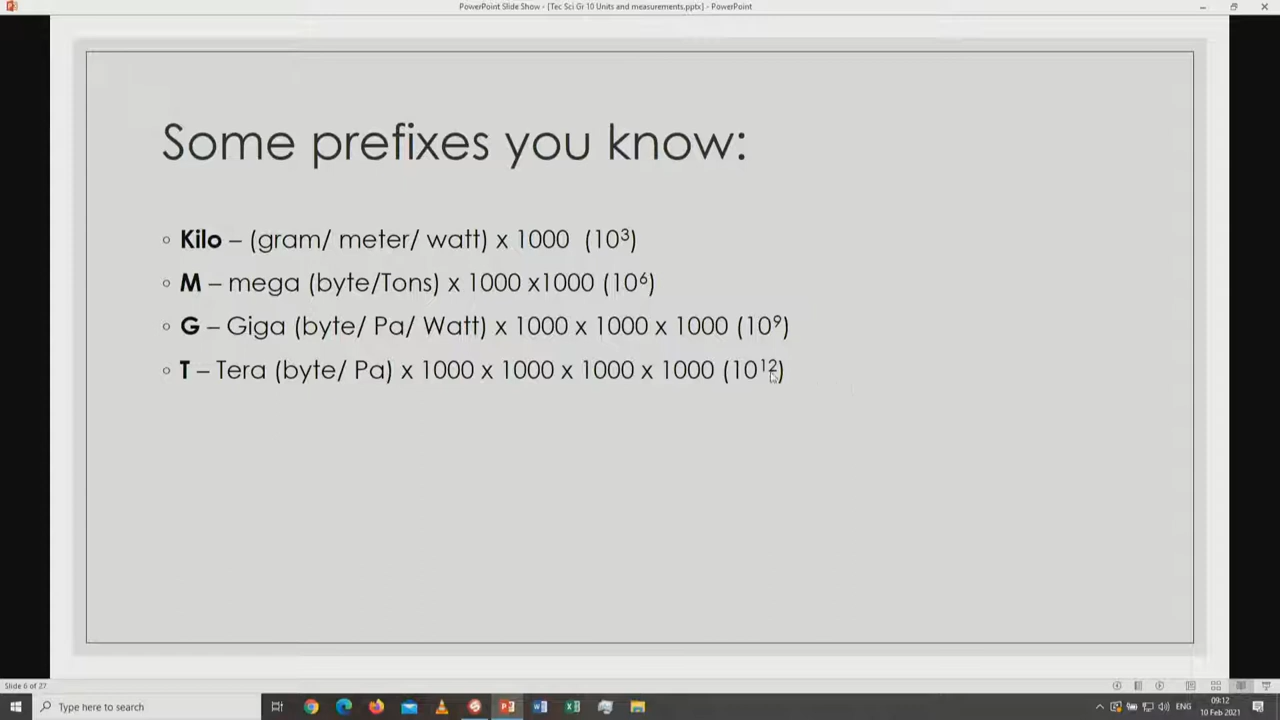 PowerPoint Slide Show - [Tec Sci Gr 10 Units and measurements.pptx] - PowerPoint
Some prefixes you know:
◦ Kilo – (gram/ meter/ watt) x 1000 (10³)
◦ M – mega (byte/Tons) x 1000 x1000 (10⁶)
◦ G – Giga (byte/ Pa/ Watt) x 1000 x 1000 x 1000 (10⁹)
◦ T – Tera (byte/ Pa) x 1000 x 1000 x 1000 x 1000 (10¹²)
Slide 6 of 27
Type here to search
ENG
09:12
10 Feb 2021